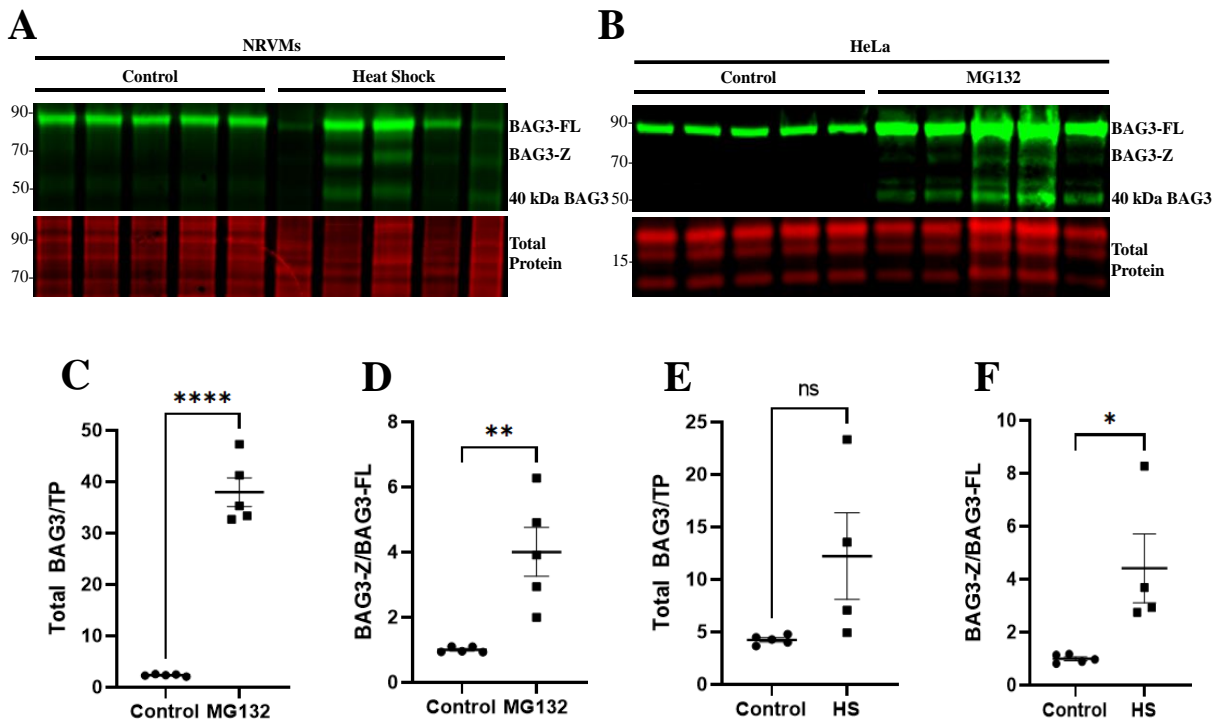 A
NRVMs
Control Heat Shock
90
70
50
BAG3-FL
BAG3-Z
40 kDa BAG3
90
70
Total
Protein
B
HeLa
Control MG132
90
70
50
BAG3-FL
BAG3-Z
40 kDa BAG3
15
Total
Protein
C
****
Total BAG3/TP
50
40
30
20
10
0
Control MG132
D
**
BAG3-Z/BAG3-FL
8
6
4
2
0
Control MG132
E
ns
Total BAG3/TP
25
20
15
10
5
0
Control HS
F
*
BAG3-Z/BAG3-FL
10
8
6
4
2
0
Control HS